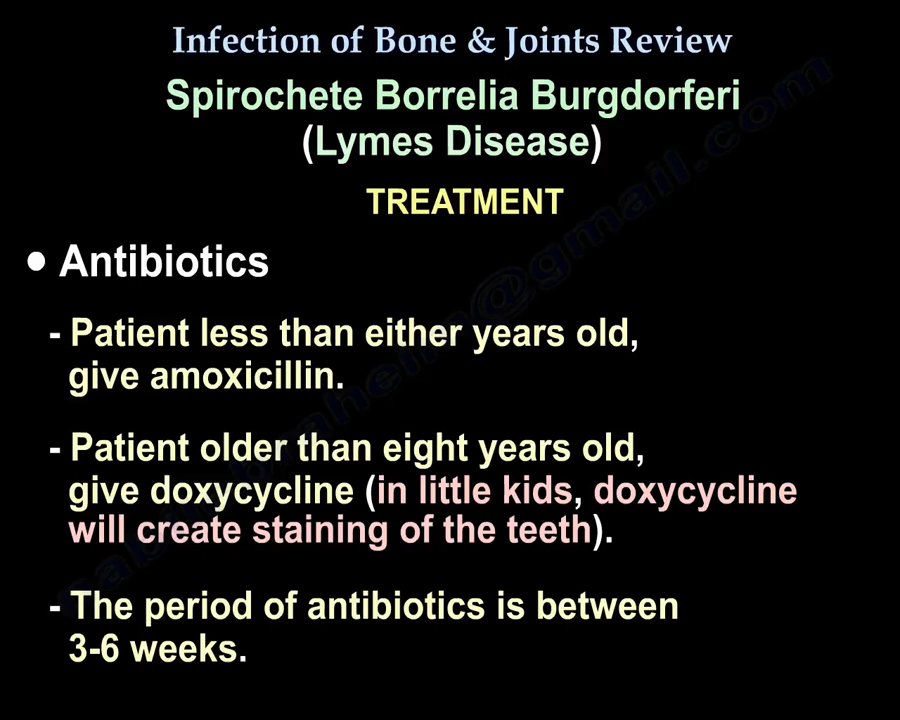 Infection of Bone & Joints Review
Spirochete Borrelia Burgdorferi
(Lymes Disease)
TREATMENT
• Antibiotics
- Patient less than either years old,
give amoxicillin.
- Patient older than eight years old,
give doxycycline (in little kids, doxycycline
will create staining of the teeth).
- The period of antibiotics is between
3-6 weeks.